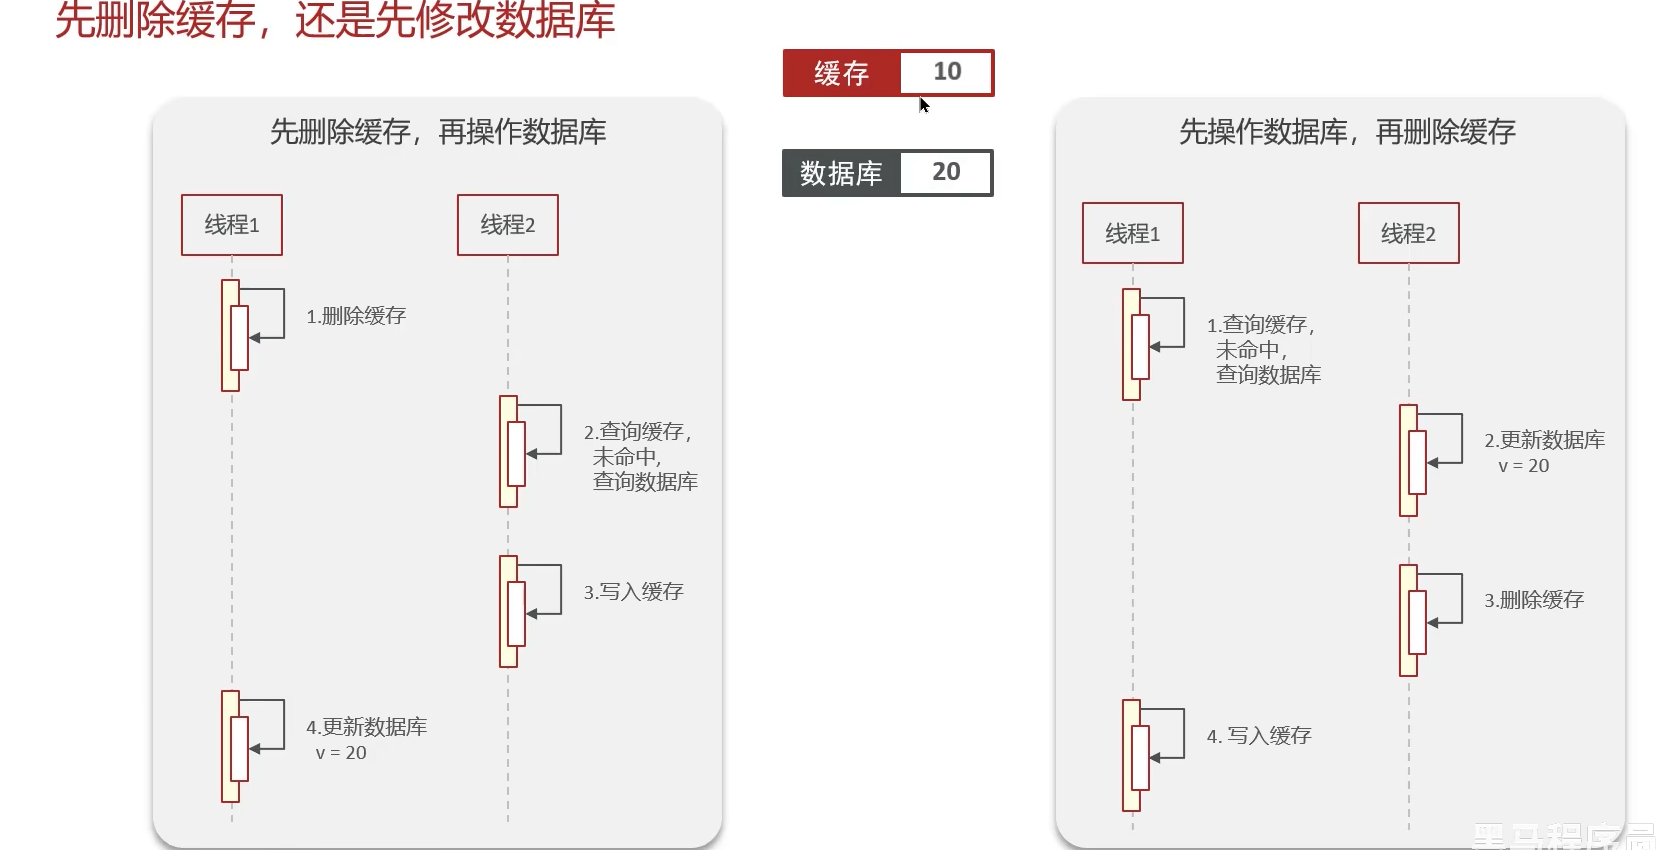 先删除缓存，还是先修改数据库
缓存 10
数据库 20
先删除缓存，再操作数据库
线程1
线程2
1.删除缓存
2.查询缓存，
未命中，
查询数据库
3.写入缓存
4.更新数据库
v = 20
先操作数据库，再删除缓存
线程1
线程2
1.查询缓存，
未命中，
查询数据库
2.更新数据库
v = 20
3.删除缓存
4. 写入缓存
黑马程序员